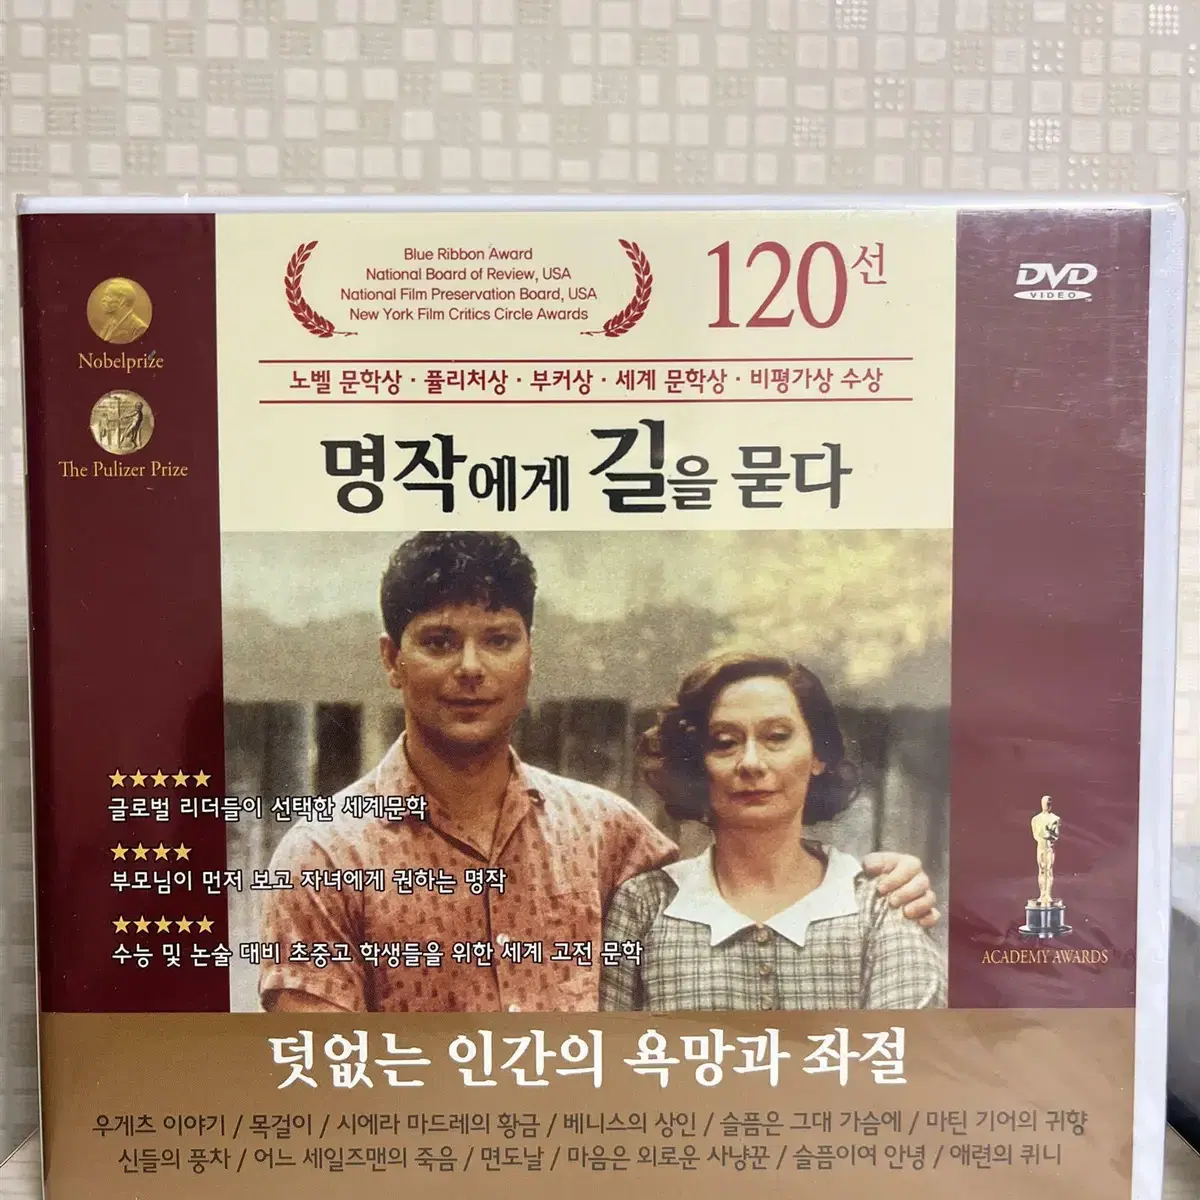 Blue Ribbon Award
National Board of Review, USA
National Film Preservation Board, USA
New York Film Critics Circle Awards
120선
DVD
VIDEO
Nobelprize
The Pulizer Prize
노벨 문학상 · 퓰리처상 · 부커상 · 세계 문학상 · 비평가상 수상
명작에게 길을 묻다
글로벌 리더들이 선택한 세계문학
부모님이 먼저 보고 자녀에게 권하는 명작
수능 및 논술 대비 초중고 학생들을 위한 세계 고전 문학
ACADEMY AWARDS
덧없는 인간의 욕망과 좌절
우게츠 이야기 / 목걸이 / 시에라 마드레의 황금 / 베니스의 상인 / 슬픔은 그대 가슴에 / 마틴 기어의 귀향
신들의 풍차 / 어느 세일즈맨의 죽음 / 면도날 / 마음은 외로운 사냥꾼 / 슬픔이여 안녕 / 애련의 퀴니